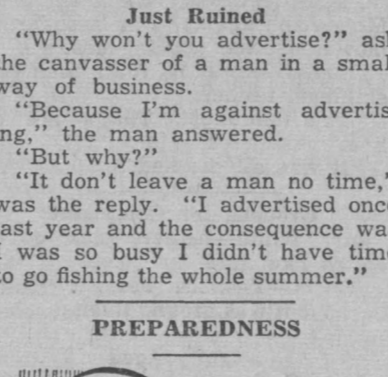 Just Ruined
"Why won't you advertise?" ask
the canvasser of a man in a smal
way of business.
"Because I'm against advertis
ng," the man answered.
"But why?"
"It don't leave a man no time,"
was the reply. "I advertised once
ast year and the consequence wa
I was so busy I didn't have time
to go fishing the whole summer."
PREPAREDNESS